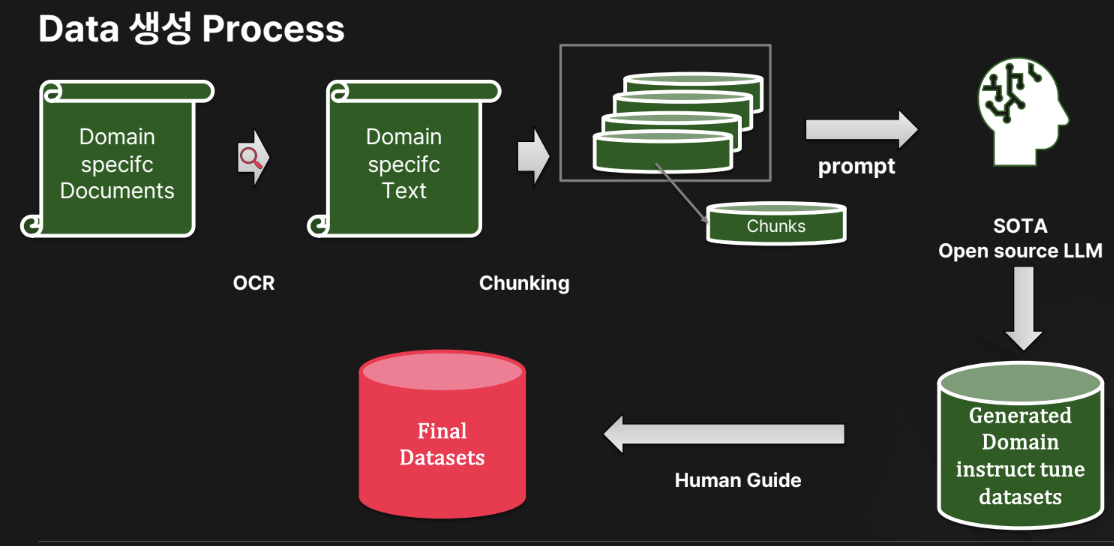 Data 생성 Process
Domain
specifc
Documents
OCR
Domain
specifc
Text
Chunking
Chunks
prompt
SOTA
Open source LLM
Generated
Domain
instruct tune
datasets
Human Guide
Final
Datasets